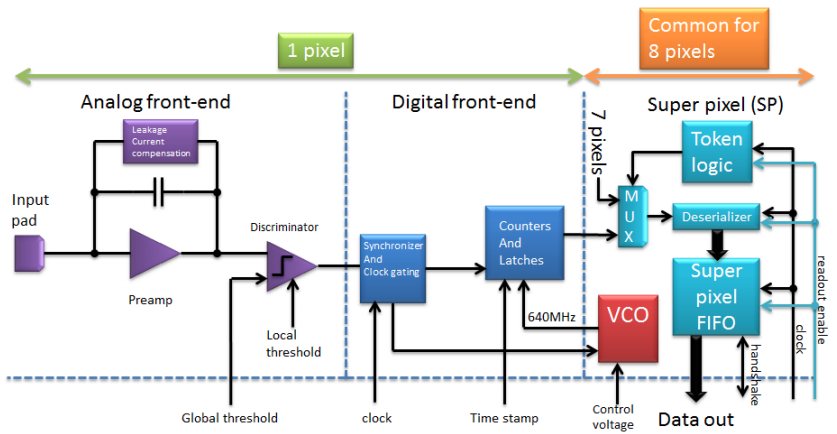 1 pixel
Common for
8 pixels
Analog front-end
Digital front-end
Super pixel (SP)
Leakage
Current
compensation
7 pixels
Token
logic
Input
pad
M
U
X
Deserializer
Discriminator
Counters
And
Latches
Synchronizer
And
Clock gating
Super
pixel
FIFO
readout enable
Preamp
640MHz
VCO
clock
Local
threshold
handshake
Global threshold
clock
Time stamp
Control
voltage
Data out